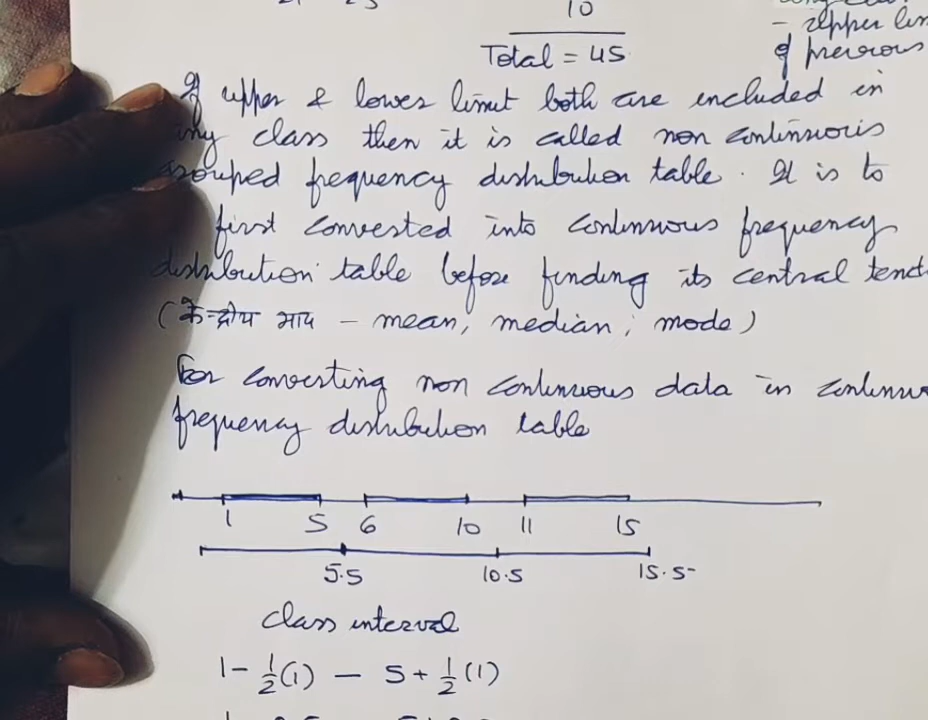 10
- Upper
Total = 45
of previous
If upper & lower limit both are included in
any class then it is called non continuous
grouped frequency distribution table. It is to
first converted into continuous frequency
distribution table before finding its central tend
(केन्द्रीय माप - mean, median, mode)
For converting non continuous data in continu
frequency distribution table
1 5 6 10 11 15
5.5 10.5 15.5
class interval
1 - 1/2 (1) - 5 + 1/2 (1)